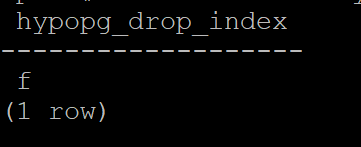 hypopg_drop_index
-------------------
f
(1 row)